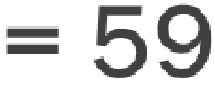 = 59